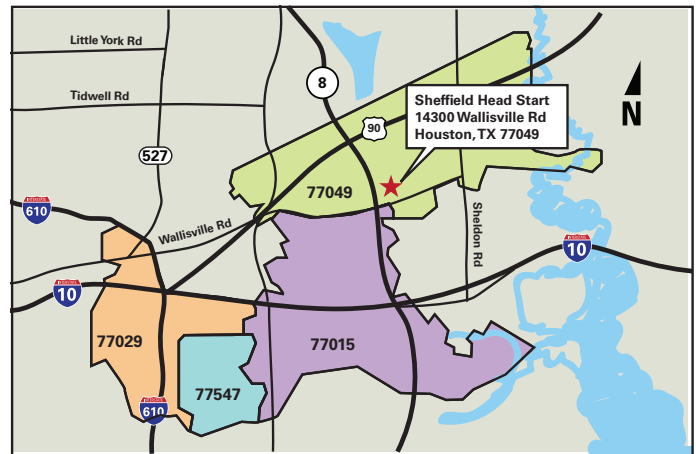 Little York Rd
8
Tidwell Rd
Sheffield Head Start
14300 Wallisville Rd
Houston, TX 77049
90
N
527
77049
610
Wallisville Rd
Sheldon Rd
10
10
77029
77015
77547
610